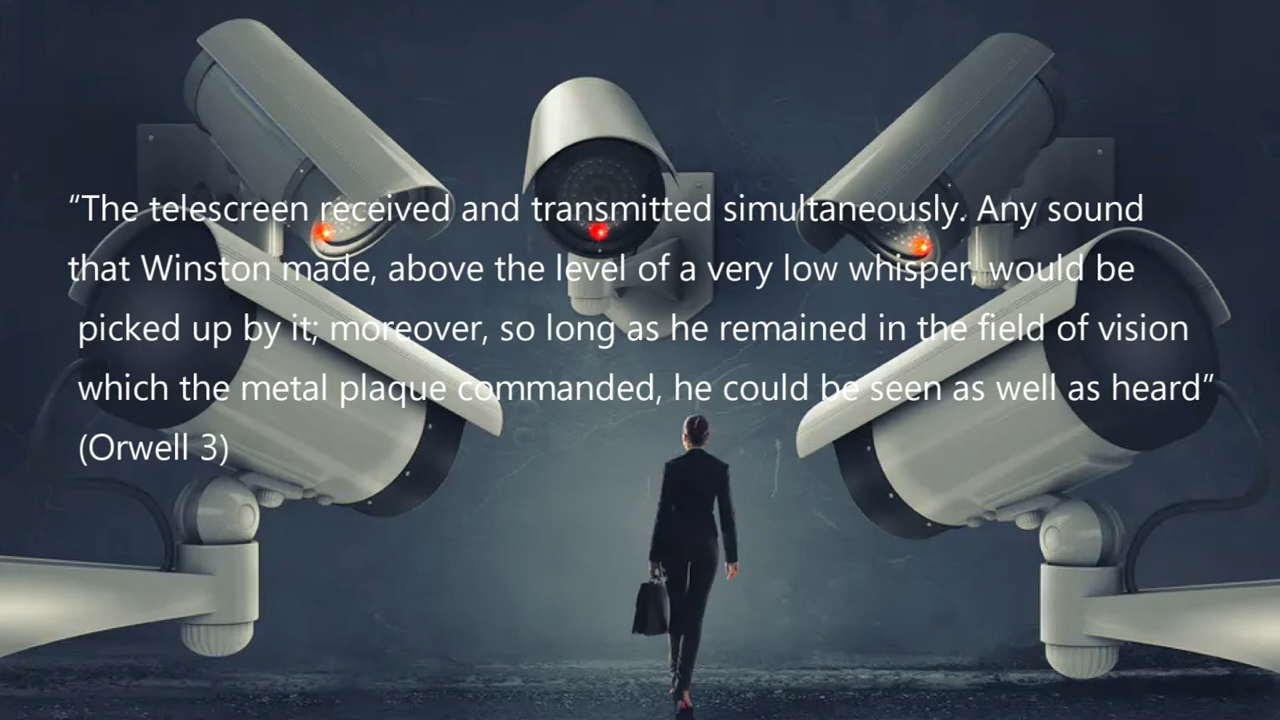 “The telescreen received and transmitted simultaneously. Any sound
that Winston made, above the level of a very low whisper, would be
picked up by it; moreover, so long as he remained in the field of vision
which the metal plaque commanded, he could be seen as well as heard”
(Orwell 3)